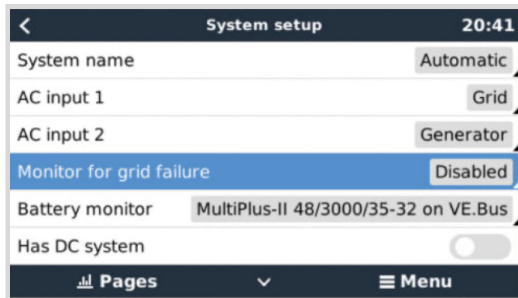 System setup 20:41
System name Automatic
AC input 1 Grid
AC input 2 Generator
Monitor for grid failure Disabled
Battery monitor MultiPlus-II 48/3000/35-32 on VE.Bus
Has DC system
Pages Menu